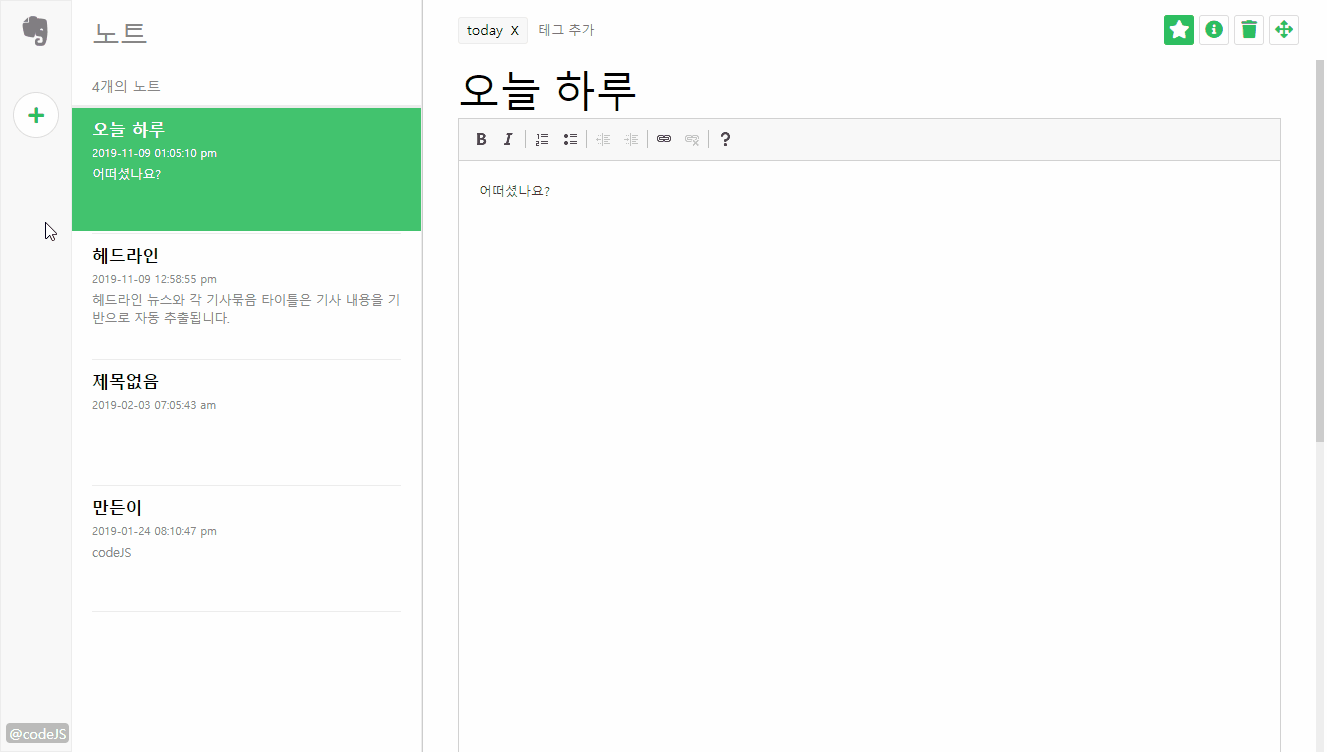 노트
4개의 노트
오늘 하루
2019-11-09 01:05:10 pm
어떠셨나요?
헤드라인
2019-11-09 12:58:55 pm
헤드라인 뉴스와 각 기사묶음 타이틀은 기사 내용을 기
반으로 자동 추출됩니다.
제목없음
2019-02-03 07:05:43 am
만든이
2019-01-24 08:10:47 pm
codeJS
@codeJS
today X 테그 추가
오늘 하루
B I ?
어떠셨나요?